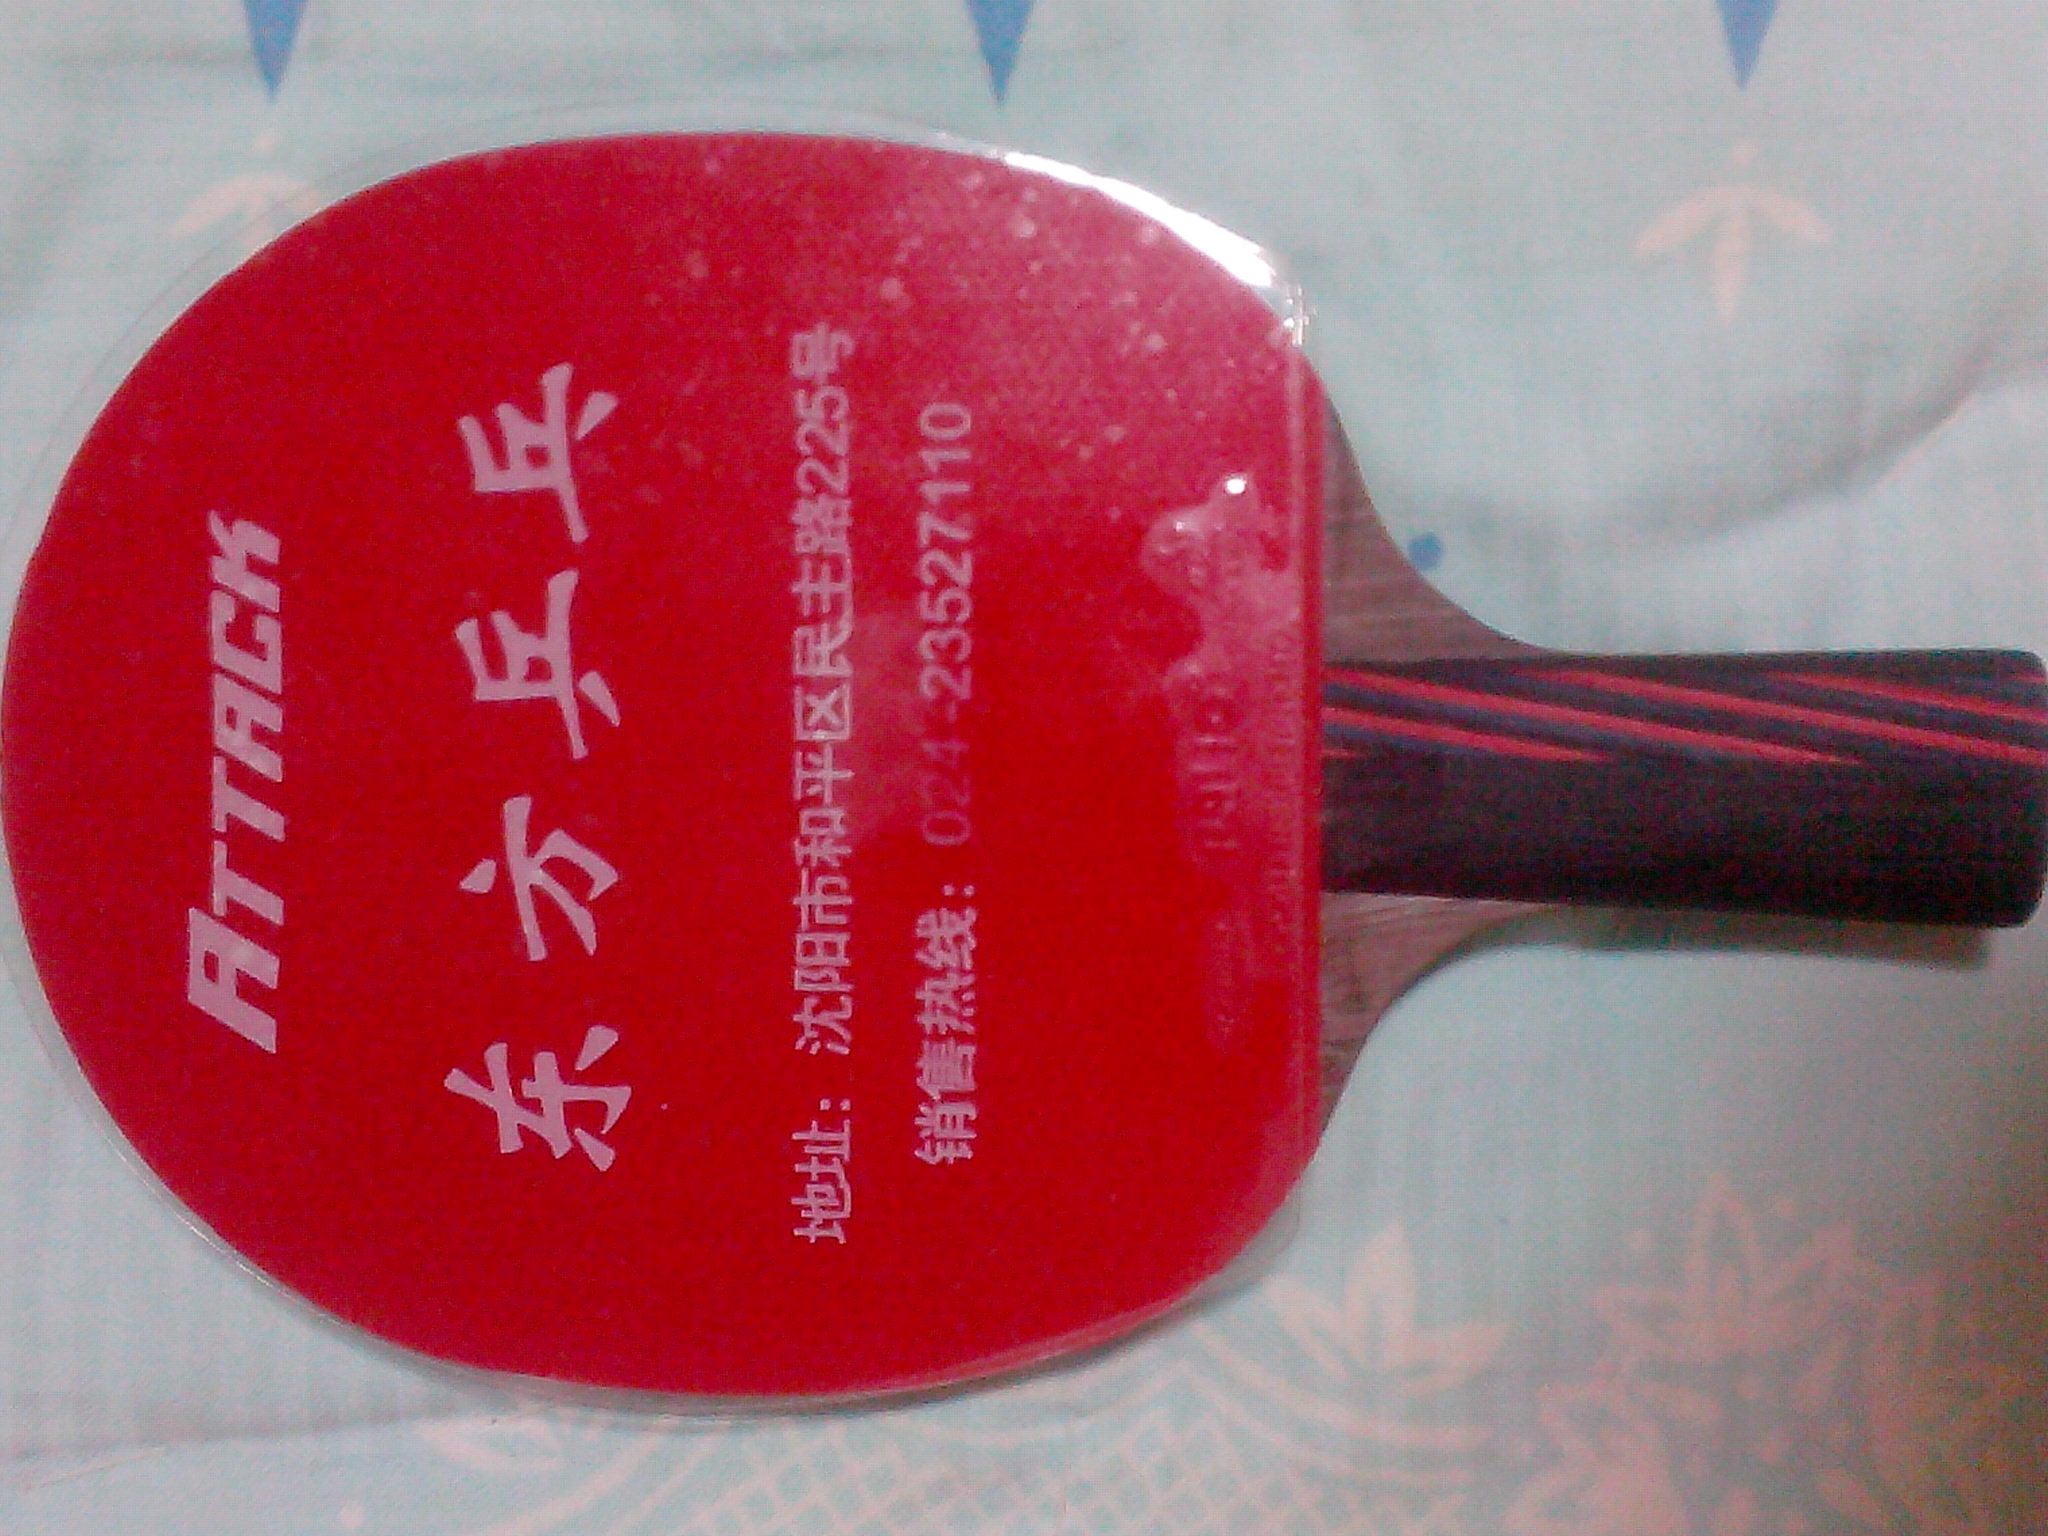 ATTACK
东方乒乓
地址：沈阳市和平区民主路225号
销售热线：024-23527110